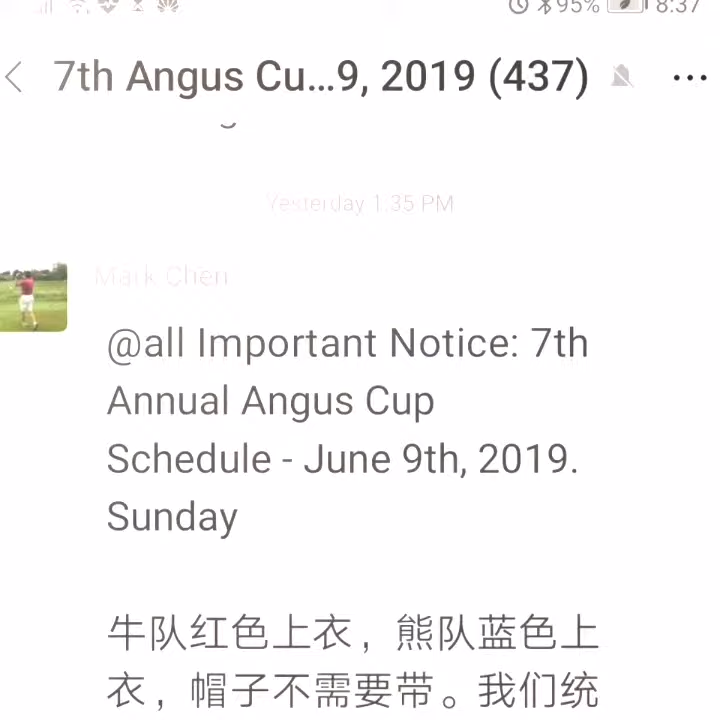 95% 8:37
7th Angus Cu...9, 2019 (437)
Yesterday 1:35 PM
Mark Chen
@all Important Notice: 7th
Annual Angus Cup
Schedule - June 9th, 2019.
Sunday
牛队红色上衣，熊队蓝色上
衣，帽子不需要带。我们统